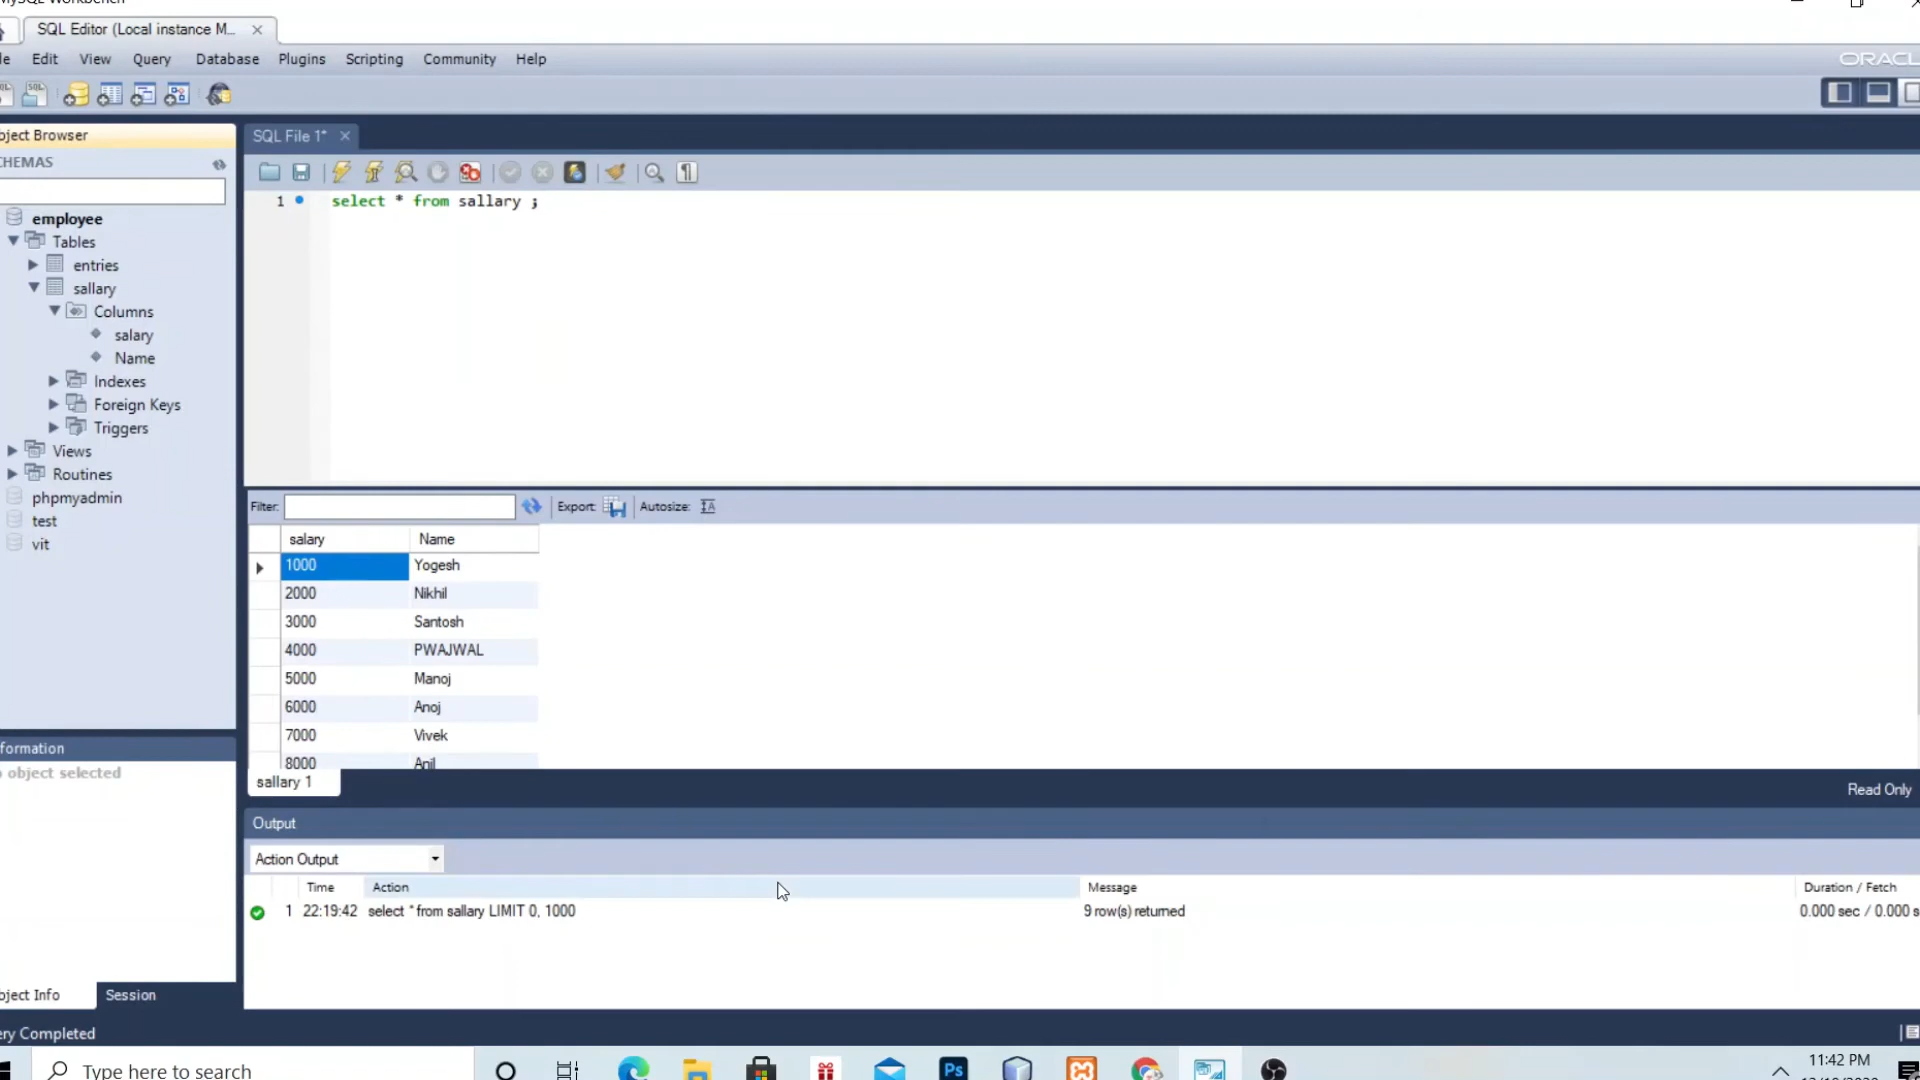 MySQL Workbench
SQL Editor (Local instance M...
Edit View Query Database Plugins Scripting Community Help
ORACL
bject Browser
SQL File 1*
CHEMAS
1 select * from sallary ;
employee
Tables
entries
sallary
Columns
salary
Name
Indexes
Foreign Keys
Triggers
Views
Routines
phpmyadmin
test
vit
Filter: Export: Autosize:
salary Name
1000 Yogesh
2000 Nikhil
3000 Santosh
4000 PWAJWAL
5000 Manoj
6000 Anoj
7000 Vivek
8000 Anil
sallary 1
Read Only
formation
object selected
Output
Action Output
Time Action Message Duration / Fetch
1 22:19:42 select * from sallary LIMIT 0, 1000 9 row(s) returned 0.000 sec / 0.000 s
bject Info Session
ery Completed
Type here to search
Ps
11:42 PM